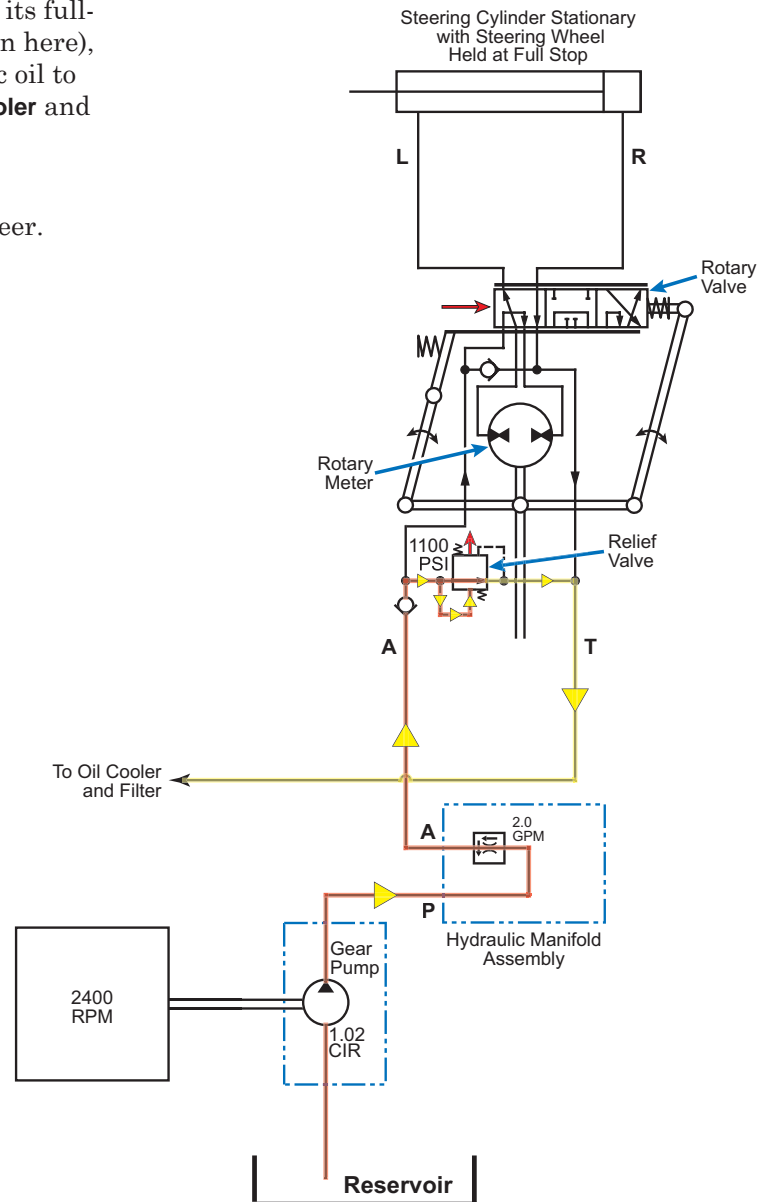 its full-
n here),
c oil to
oler and
eer.
Steering Cylinder Stationary
with Steering Wheel
Held at Full Stop
L
R
Rotary
Valve
Rotary
Meter
1100
PSI
Relief
Valve
A
T
To Oil Cooler
and Filter
A
2.0
GPM
P
Hydraulic Manifold
Assembly
Gear
Pump
2400
RPM
1.02
CIR
Reservoir